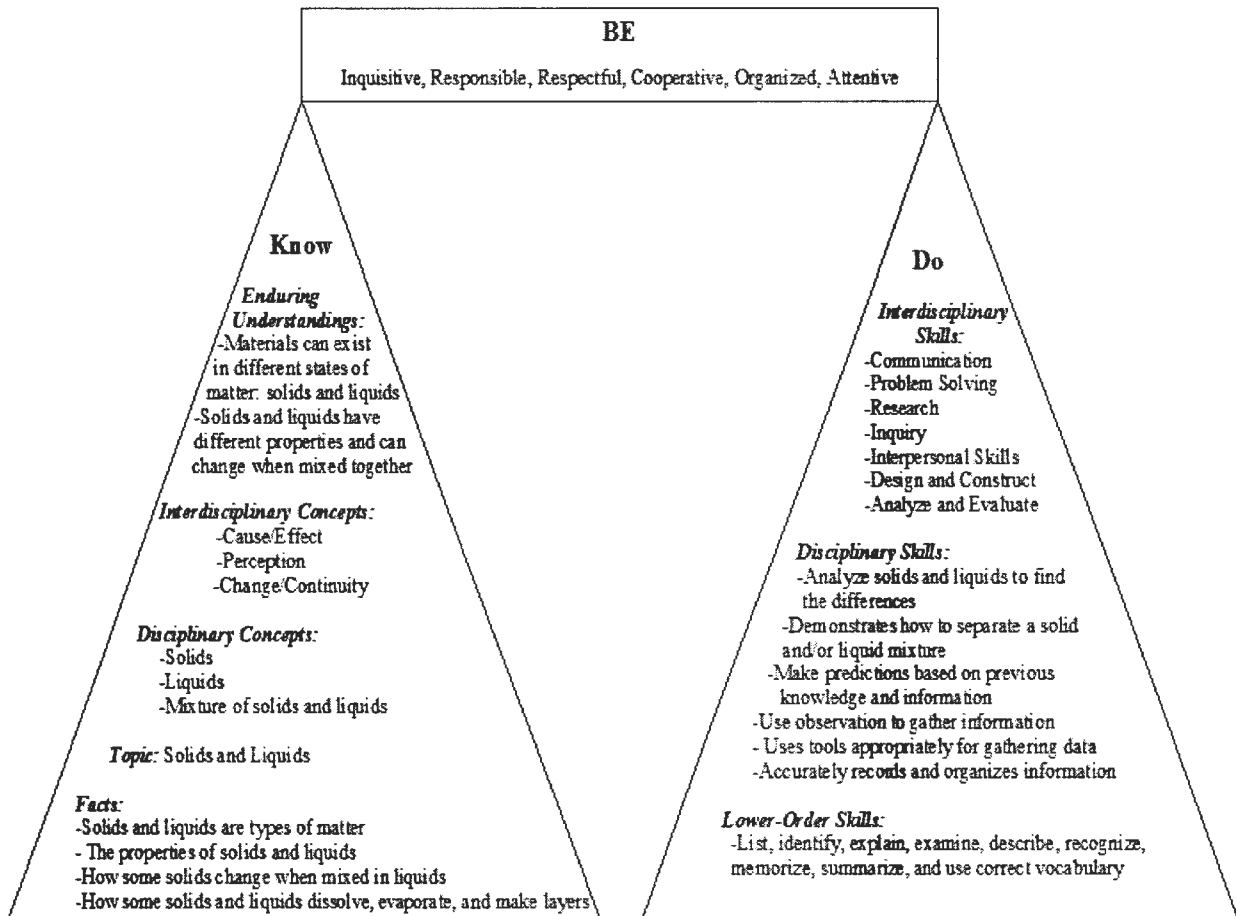 BE
Inquisitive, Responsible, Respectful, Cooperative, Organized, Attentive
Know
Enduring
Understandings:
-Materials can exist
in different states of
matter: solids and liquids
-Solids and liquids have
different properties and can
change when mixed together
Interdisciplinary Concepts:
-Cause/Effect
-Perception
-Change/Continuity
Disciplinary Concepts:
-Solids
-Liquids
-Mixture of solids and liquids
Topic: Solids and Liquids
Facts:
-Solids and liquids are types of matter
- The properties of solids and liquids
-How some solids change when mixed in liquids
-How some solids and liquids dissolve, evaporate, and make layers
Do
Interdisciplinary
Skills:
-Communication
-Problem Solving
-Research
-Inquiry
-Interpersonal Skills
-Design and Construct
-Analyze and Evaluate
Disciplinary Skills:
-Analyze solids and liquids to find
the differences
-Demonstrates how to separate a solid
and/or liquid mixture
-Make predictions based on previous
knowledge and information
-Use observation to gather information
- Uses tools appropriately for gathering data
-Accurately records and organizes information
Lower-Order Skills:
-List, identify, explain, examine, describe, recognize,
memorize, summarize, and use correct vocabulary